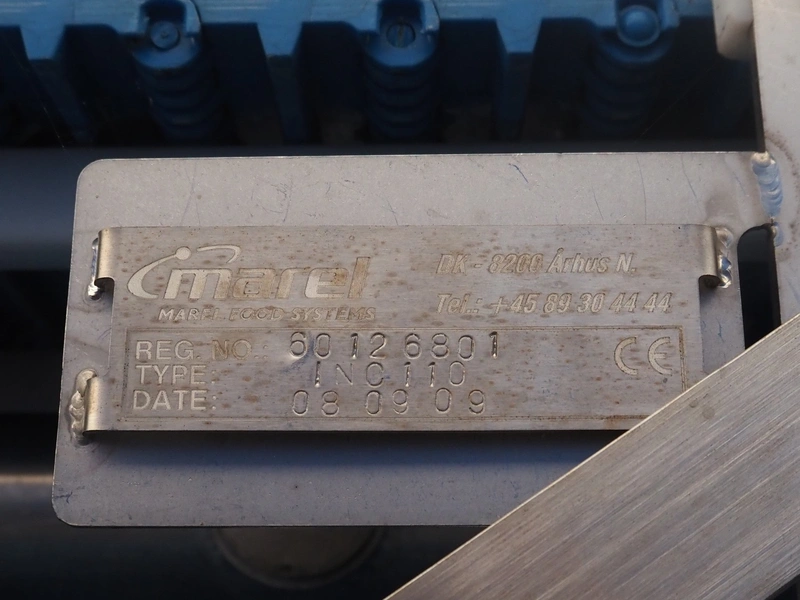 marel
MAREL FOOD SYSTEMS
DK - 8200 Århus N.
Tel.: +45 89 30 44 44
REG. NO.: 60126801
TYPE: INC110
DATE: 08 09 09
CE